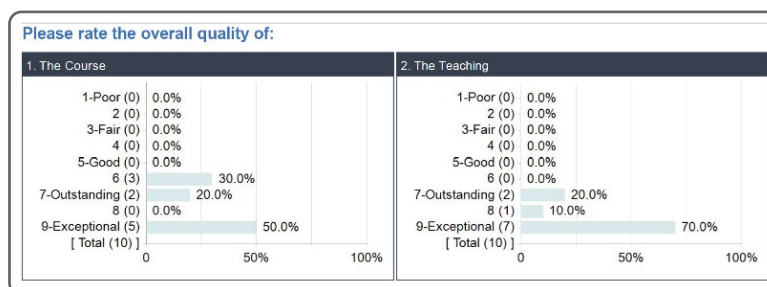 Please rate the overall quality of:
1. The Course
1-Poor (0) 0.0%
2 (0) 0.0%
3-Fair (0) 0.0%
4 (0) 0.0%
5-Good (0) 0.0%
6 (3) 30.0%
7-Outstanding (2) 20.0%
8 (0) 0.0%
9-Exceptional (5) 50.0%
[ Total (10) ]
0 50% 100%
2. The Teaching
1-Poor (0) 0.0%
2 (0) 0.0%
3-Fair (0) 0.0%
4 (0) 0.0%
5-Good (0) 0.0%
6 (0) 0.0%
7-Outstanding (2) 20.0%
8 (1) 10.0%
9-Exceptional (7) 70.0%
[ Total (10) ]
0 50% 100%